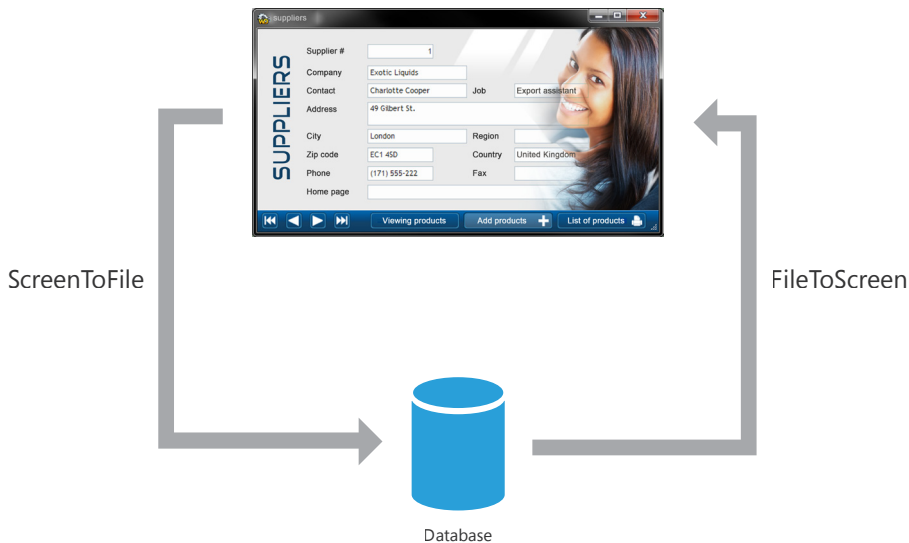 suppliers
SUPPLIERS
Supplier # 1
Company Exotic Liquids
Contact Charlotte Cooper Job Export assistant
Address 49 Gilbert St.
City London Region
Zip code EC1 4SD Country United Kingdom
Phone (171) 555-222 Fax
Home page
Viewing products Add products List of products
ScreenToFile
FileToScreen
Database